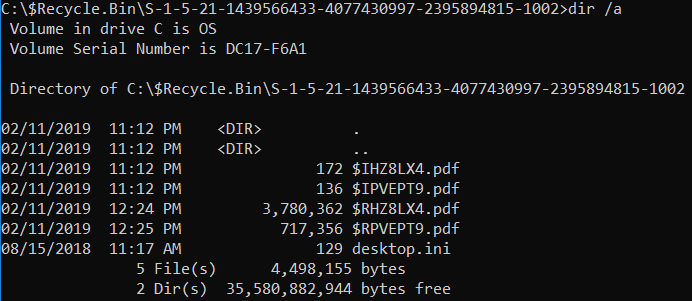 C:\$Recycle.Bin\S-1-5-21-1439566433-4077430997-2395894815-1002>dir /a
Volume in drive C is OS
Volume Serial Number is DC17-F6A1
Directory of C:\$Recycle.Bin\S-1-5-21-1439566433-4077430997-2395894815-1002
02/11/2019  11:12 PM    <DIR>          .
02/11/2019  11:12 PM    <DIR>          ..
02/11/2019  11:12 PM               172 $IHZ8LX4.pdf
02/11/2019  11:12 PM               136 $IPVEPT9.pdf
02/11/2019  12:24 PM         3,780,362 $RHZ8LX4.pdf
02/11/2019  12:25 PM           717,356 $RPVEPT9.pdf
08/15/2018  11:17 AM               129 desktop.ini
5 File(s)      4,498,155 bytes
2 Dir(s)  35,580,882,944 bytes free